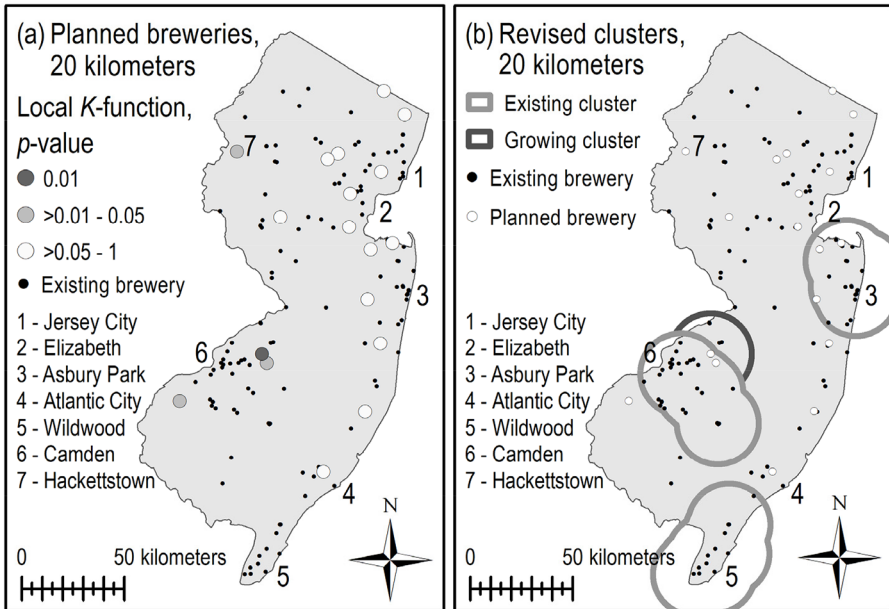 (a) Planned breweries,
20 kilometers
Local K-function,
p-value
0.01
>0.01 - 0.05
>0.05 - 1
Existing brewery
1 - Jersey City
2 - Elizabeth
3 - Asbury Park
4 - Atlantic City
5 - Wildwood
6 - Camden
7 - Hackettstown
7
1
2
3
6
4
5
N
0 50 kilometers
(b) Revised clusters,
20 kilometers
Existing cluster
Growing cluster
Existing brewery
Planned brewery
1 - Jersey City
2 - Elizabeth
3 - Asbury Park
4 - Atlantic City
5 - Wildwood
6 - Camden
7 - Hackettstown
7
1
2
3
6
4
5
N
0 50 kilometers